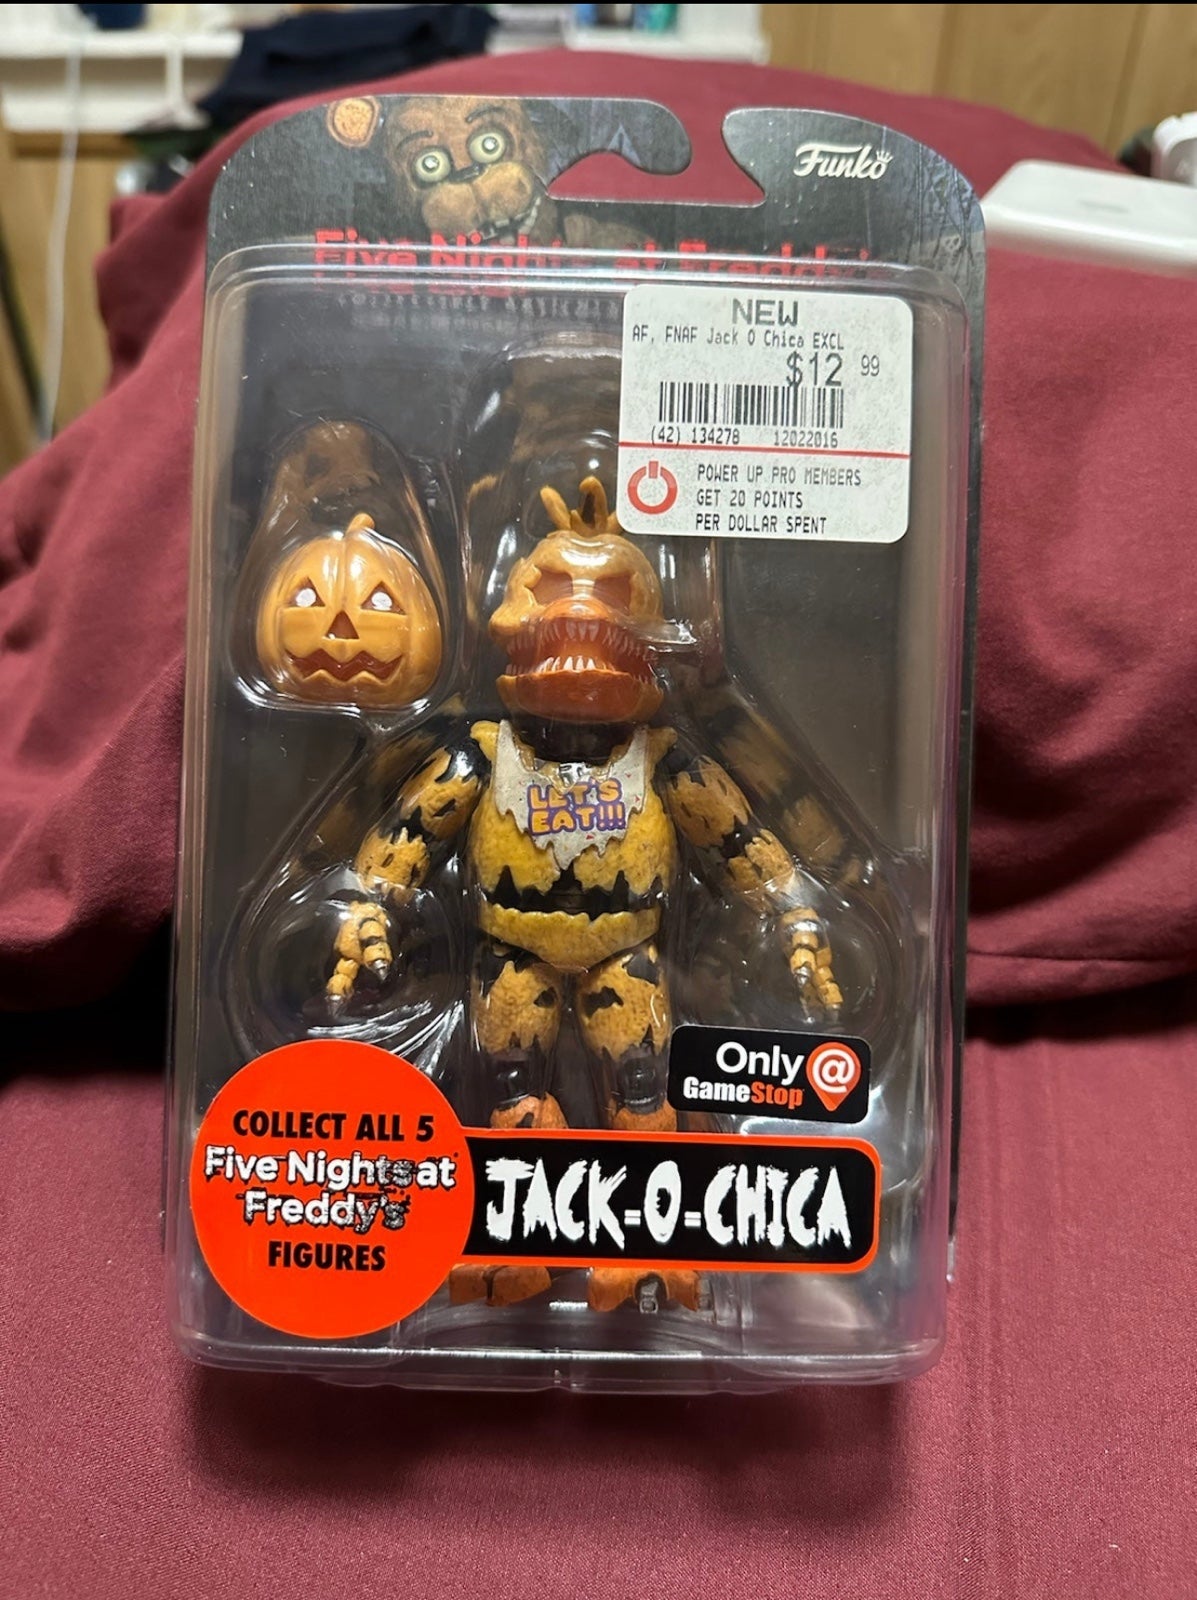 Funko
Five Nights at Freddy's
NEW
AF, FNAF Jack O Chica EXCL
$12 99
(42) 134278 12022016
POWER UP PRO MEMBERS
GET 20 POINTS
PER DOLLAR SPENT
LET'S
EAT!!!
Only @
GameStop
COLLECT ALL 5
Five Nights at
Freddy's
FIGURES
JACK-O-CHICA